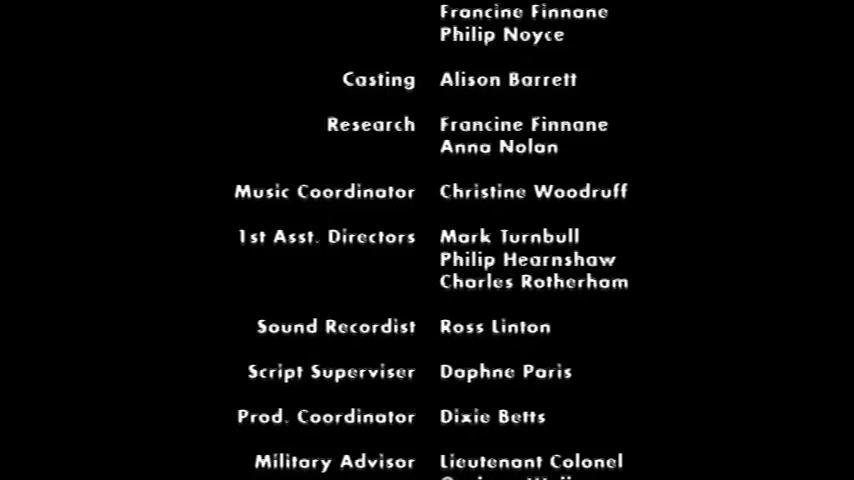 Francine Finnane
Philip Noyce
Casting Alison Barrett
Research Francine Finnane
Anna Nolan
Music Coordinator Christine Woodruff
1st Asst. Directors Mark Turnbull
Philip Hearnshaw
Charles Rotherham
Sound Recordist Ross Linton
Script Superviser Daphne Paris
Prod. Coordinator Dixie Betts
Military Advisor Lieutenant Colonel